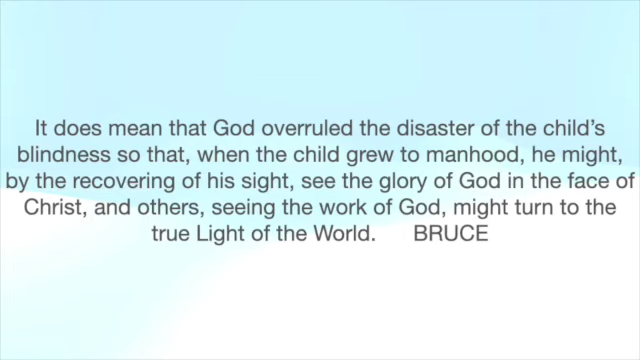 It does mean that God overruled the disaster of the child’s
blindness so that, when the child grew to manhood, he might,
by the recovering of his sight, see the glory of God in the face of
Christ, and others, seeing the work of God, might turn to the
true Light of the World. BRUCE